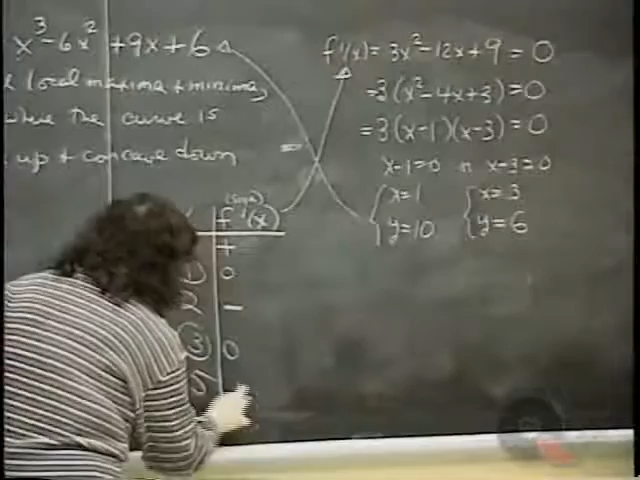 x³-6x²+9x+6
local maxima + minima,
where the curve is
up + concave down
f'(x) = 3x²-12x+9 = 0
=3(x²-4x+3)=0
=3(x-1)(x-3)=0
x-1=0 or x-3=0
x=1 x=3
y=10 y=6
(sign)
f'(x)
+
0
2 −
3 0